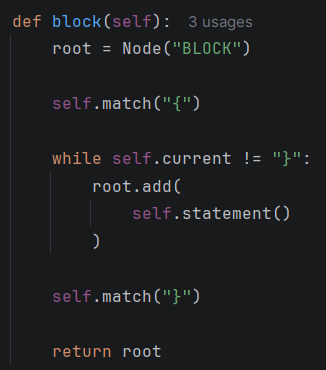 def block(self): 3 usages
    root = Node("BLOCK")

    self.match("{")

    while self.current != "}":
        root.add(
            self.statement()
        )

    self.match("}")

    return root